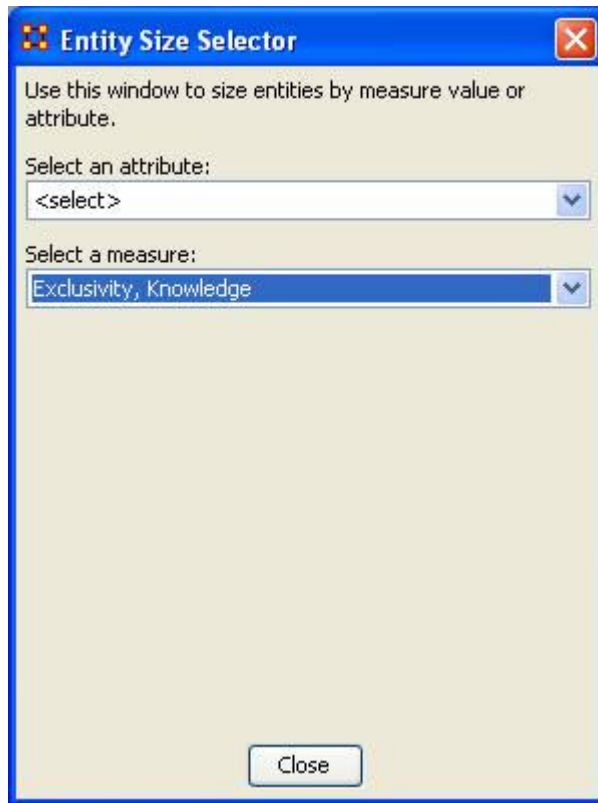 Entity Size Selector
Use this window to size entities by measure value or
attribute.
Select an attribute:
<select>
Select a measure:
Exclusivity, Knowledge
Close